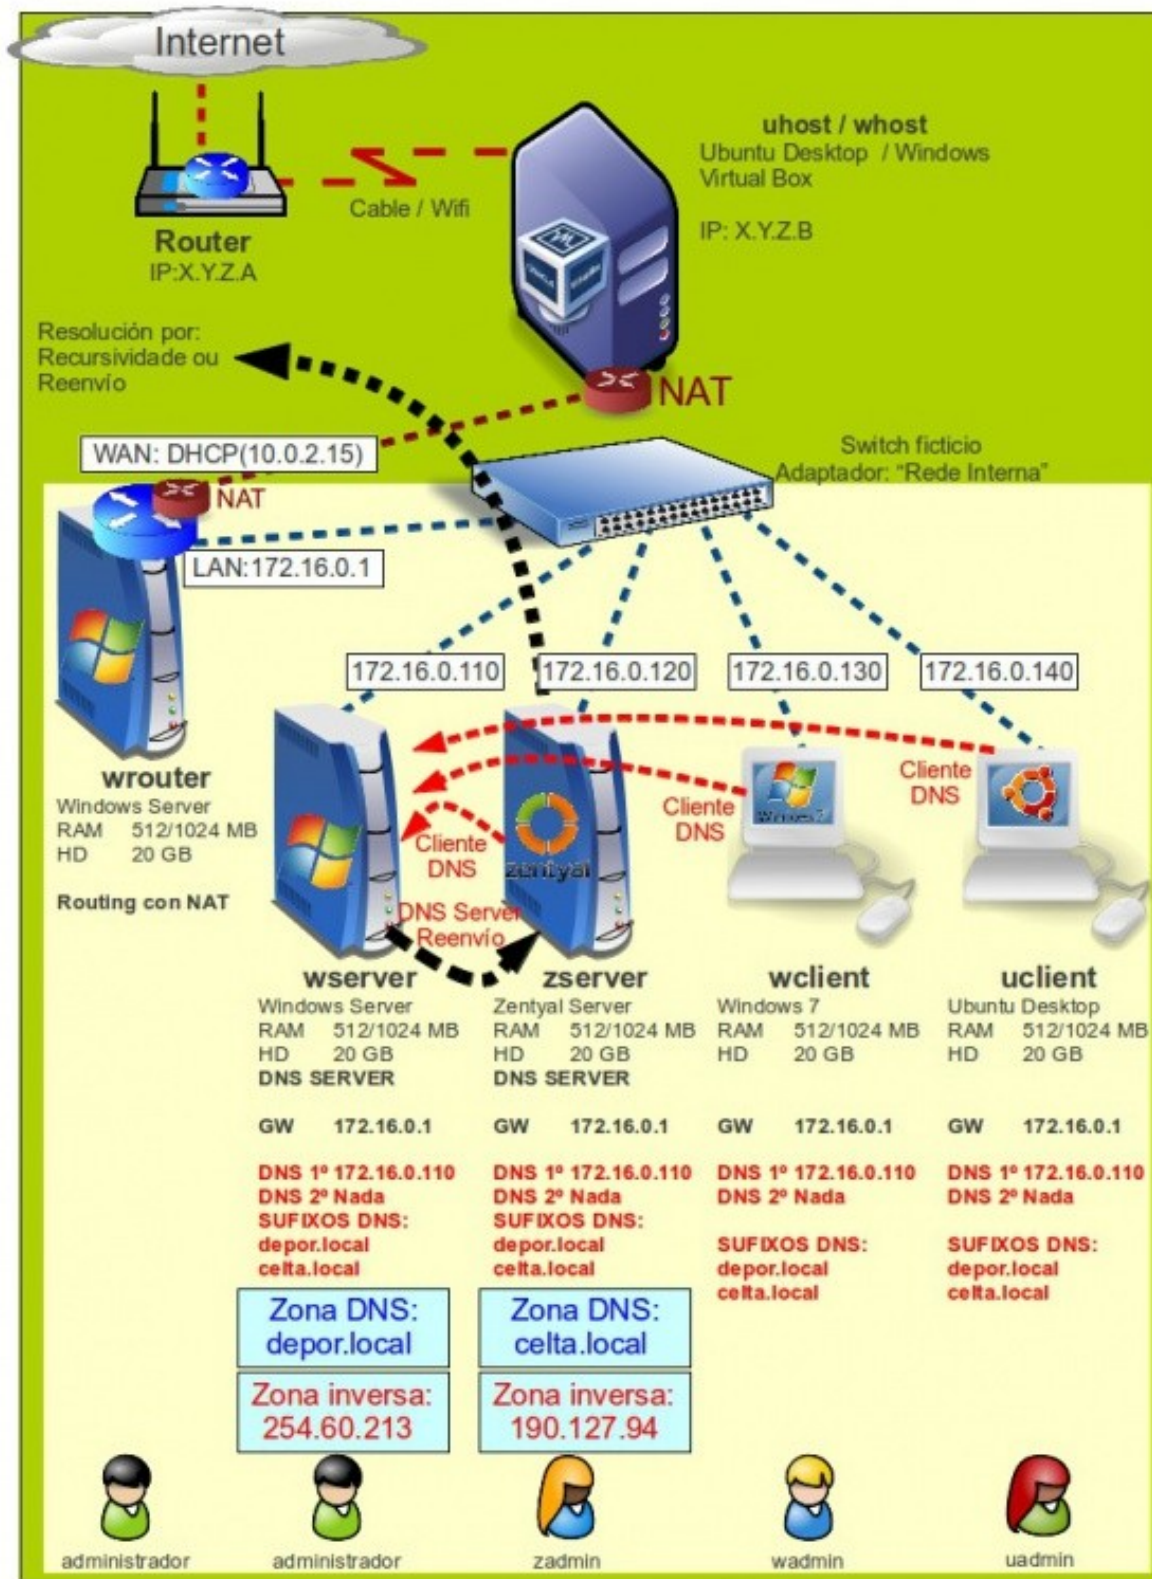 Internet
uhost / whost
Ubuntu Desktop / Windows
Virtual Box
IP: X.Y.Z.B
Cable / Wifi
Router
IP:X.Y.Z.A
Resolución por:
Recursividade ou
Reenvío
NAT
WAN: DHCP(10.0.2.15)
Switch ficticio
Adaptador: “Rede Interna”
NAT
LAN:172.16.0.1
172.16.0.110
172.16.0.120
172.16.0.130
172.16.0.140
wrouter
Windows Server
RAM 512/1024 MB
HD 20 GB
Routing con NAT
Cliente
DNS
Cliente
DNS
Cliente
DNS
Windows 7
zentyal
DNS Server
Reenvío
wserver
Windows Server
RAM 512/1024 MB
HD 20 GB
DNS SERVER
GW 172.16.0.1
DNS 1º 172.16.0.110
DNS 2º Nada
SUFIXOS DNS:
depor.local
celta.local
Zona DNS:
depor.local
Zona inversa:
254.60.213
zserver
Zentyal Server
RAM 512/1024 MB
HD 20 GB
DNS SERVER
GW 172.16.0.1
DNS 1º 172.16.0.110
DNS 2º Nada
SUFIXOS DNS:
depor.local
celta.local
Zona DNS:
celta.local
Zona inversa:
190.127.94
wclient
Windows 7
RAM 512/1024 MB
HD 20 GB
GW 172.16.0.1
DNS 1º 172.16.0.110
DNS 2º Nada
SUFIXOS DNS:
depor.local
celta.local
uclient
Ubuntu Desktop
RAM 512/1024 MB
HD 20 GB
GW 172.16.0.1
DNS 1º 172.16.0.110
DNS 2º Nada
SUFIXOS DNS:
depor.local
celta.local
administrador
administrador
zadmin
wadmin
uadmin